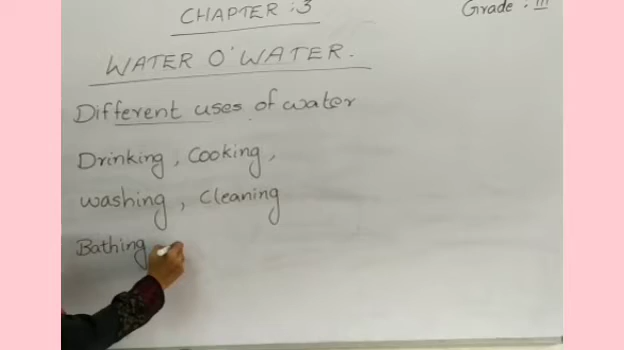 CHAPTER : 3
Grade : III
WATER O' WATER.
Different uses of water
Drinking, Cooking,
washing, Cleaning
Bathing